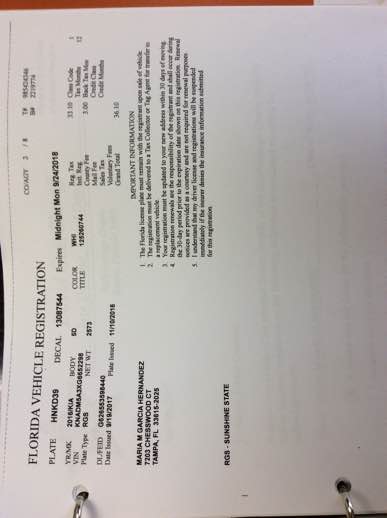 FLORIDA VEHICLE REGISTRATION
CO/AGY 3 / 8 T# 985424346
B# 2219774
PLATE HNKD39 DECAL 13087544 Expires Midnight Mon 9/24/2018
YR/MK 2016/KIA BODY 5D COLOR WHI Reg. Tax 33.10 Class Code 1
VIN KNADM5A3XG6652298 TITLE 125260744 Init. Reg. Tax Months 12
Plate Type RGS NET WT 2573 County Fee 3.00 Back Tax Mos
Mail Fee Credit Class
DL/FEID Sales Tax Credit Months
Date Issued 9/19/2017 Plate Issued 11/10/2016 Voluntary Fees
Grand Total 36.10
IMPORTANT INFORMATION
MARIA M GARCIA HERNANDEZ
7203 CHESSWOOD CT
TAMPA, FL 33615-2025
1. The Florida license plate must remain with the registrant upon sale of vehicle.
2. The registration must be delivered to a Tax Collector or Tag Agent for transfer to
a replacement vehicle.
3. Your registration must be updated to your new address within 30 days of moving.
4. Registration renewals are the responsibility of the registrant and shall occur during
the 30-day period prior to the expiration date shown on this registration. Renewal
notices are provided as a courtesy and are not required for renewal purposes.
5. I understand that my driver license and registrations will be suspended
immediately if the insurer denies the insurance information submitted
for this registration.
RGS - SUNSHINE STATE